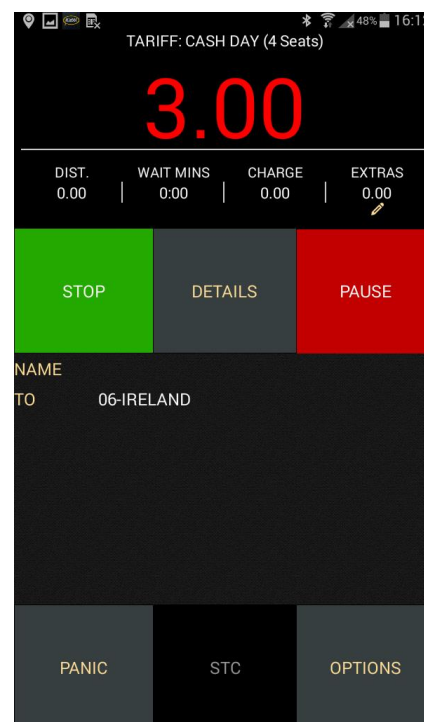 48% 16:1
TARIFF: CASH DAY (4 Seats)
3.00
DIST. WAIT MINS CHARGE EXTRAS
0.00 0:00 0.00 0.00
STOP DETAILS PAUSE
NAME
TO 06-IRELAND
PANIC STC OPTIONS